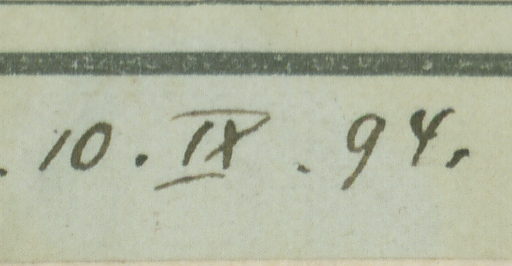 . 10 . IX . 94.